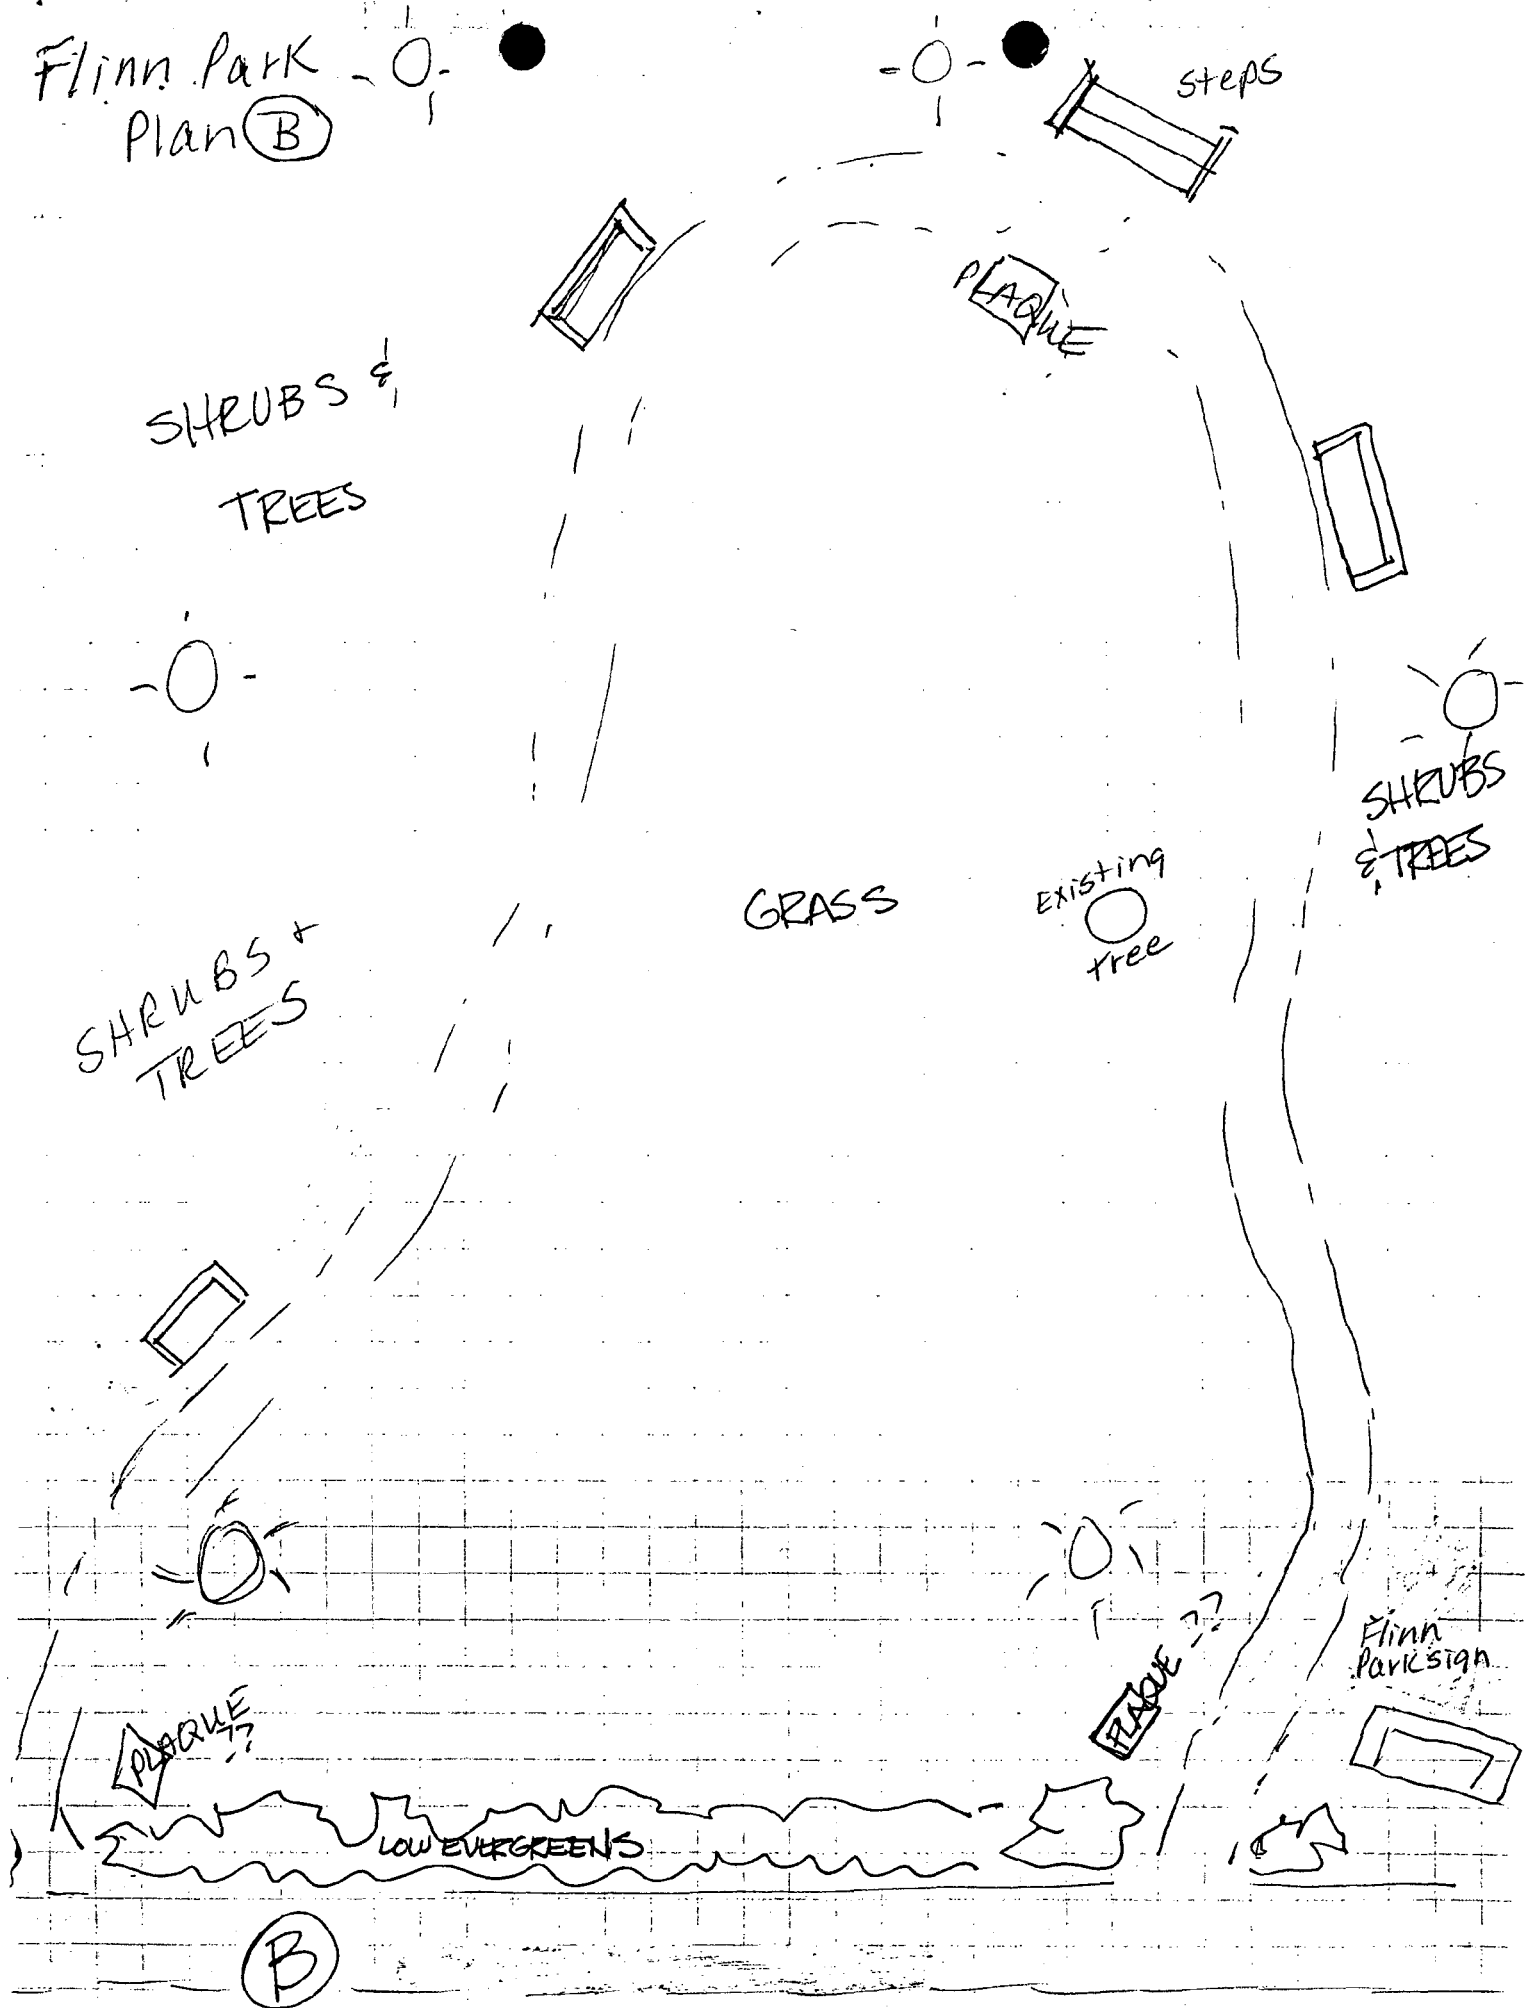 Flinn Park
Plan B
steps
PLAQUE
SHRUBS &
TREES
SHRUBS
& TREES
GRASS
Existing
tree
SHRUBS +
TREES
Flinn
Park sign
PLAQUE ??
PLAQUE
??
LOW EVERGREENS
B